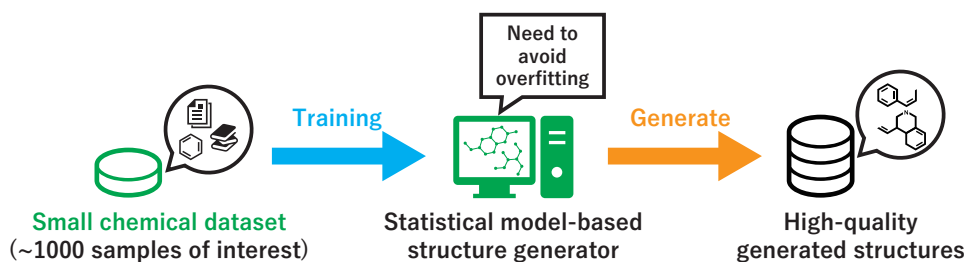 Need to
avoid
overfitting
Training
Generate
N
Small chemical dataset
(~1000 samples of interest)
Statistical model-based
structure generator
High-quality
generated structures